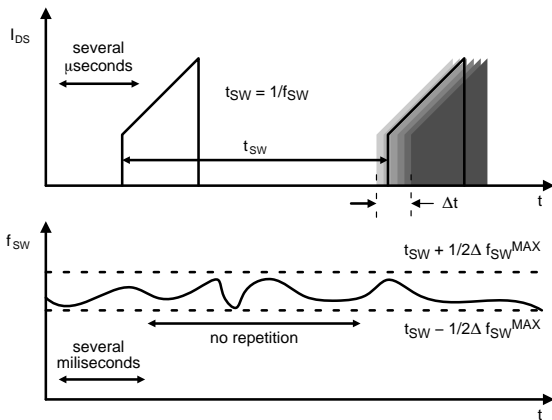 I_DS
several
μseconds
t_SW = 1/f_SW
t_SW
Δt
t
f_SW
t_SW + 1/2Δ f_SW^MAX
no repetition
t_SW − 1/2Δ f_SW^MAX
several
miliseconds
t